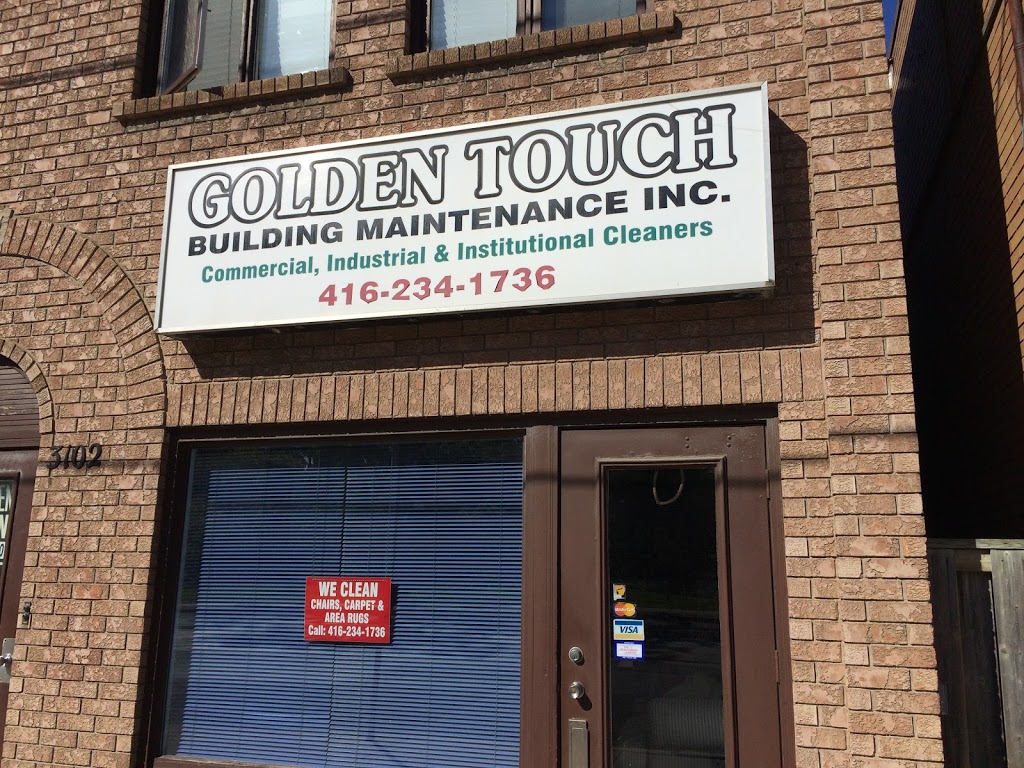 GOLDEN TOUCH
BUILDING MAINTENANCE INC.
Commercial, Industrial & Institutional Cleaners
416-234-1736
3102
WE CLEAN
CHAIRS, CARPET &
AREA RUGS
Call: 416-234-1736
VISA